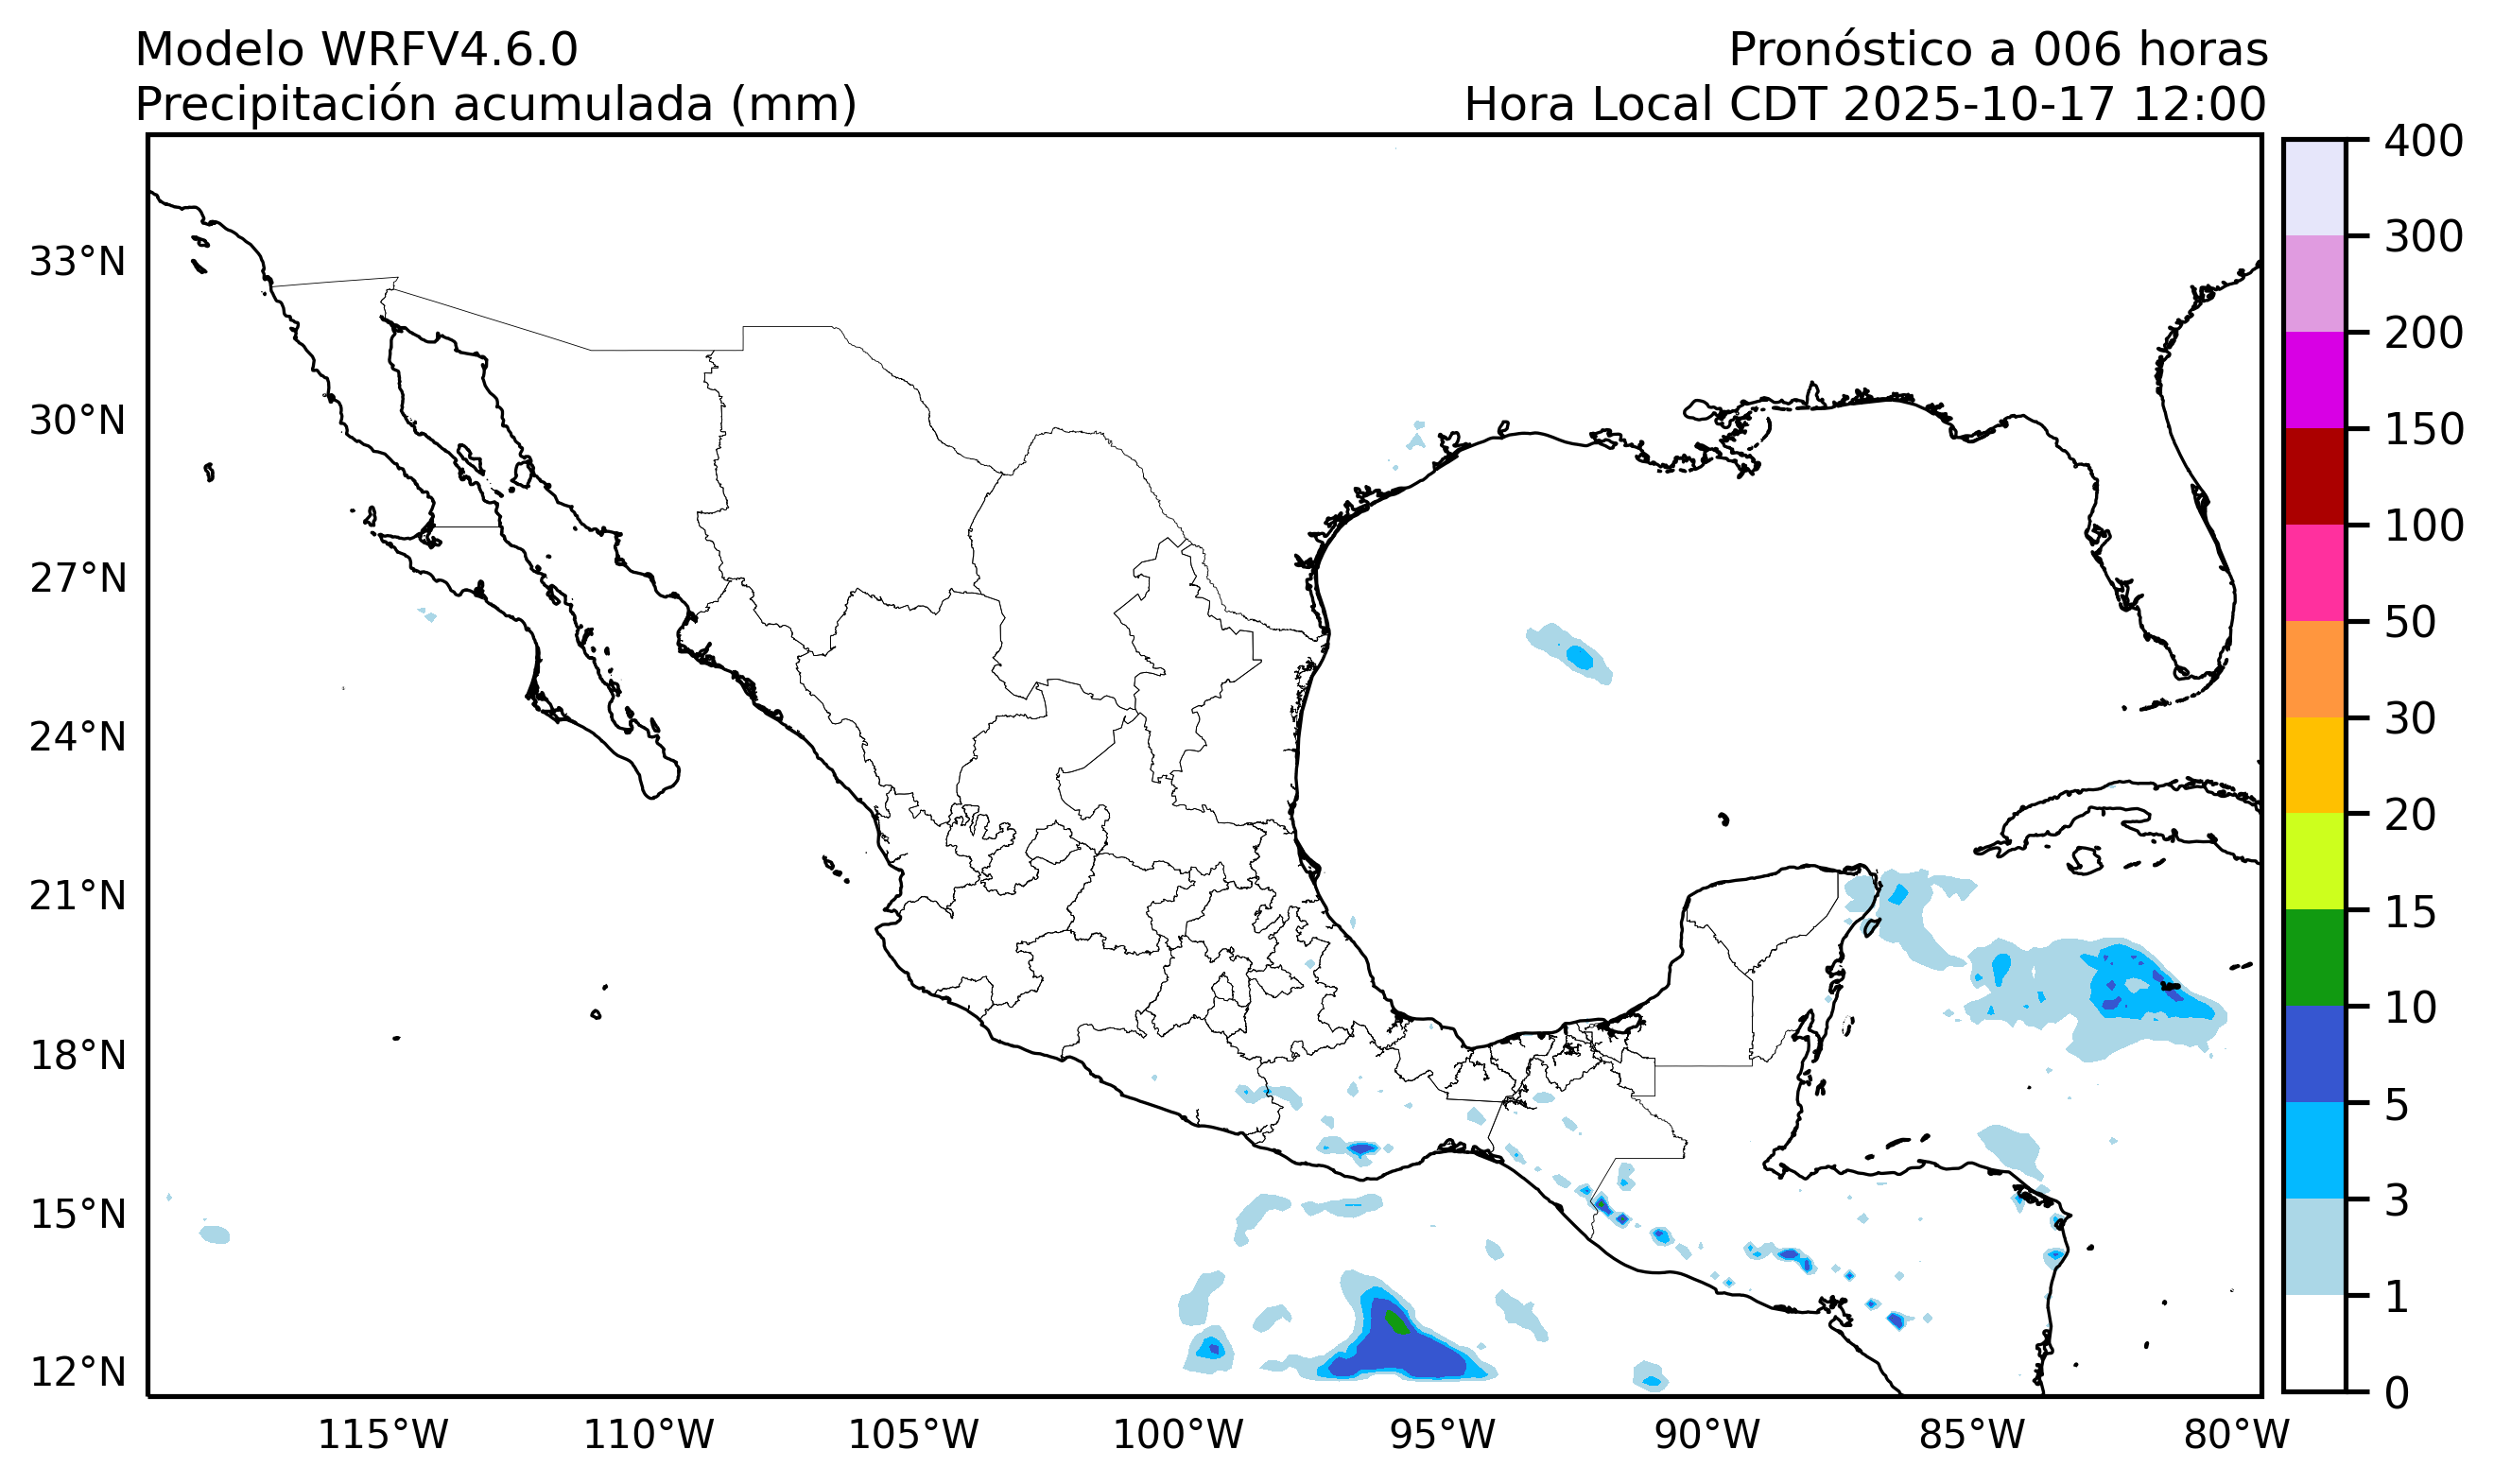 Modelo WRFV4.6.0
Precipitación acumulada (mm)
Pronóstico a 006 horas
Hora Local CDT 2025-10-17 12:00
33°N
30°N
27°N
24°N
21°N
18°N
15°N
12°N
115°W
110°W
105°W
100°W
95°W
90°W
85°W
80°W
400
300
200
150
100
50
30
20
15
10
5
3
1
0